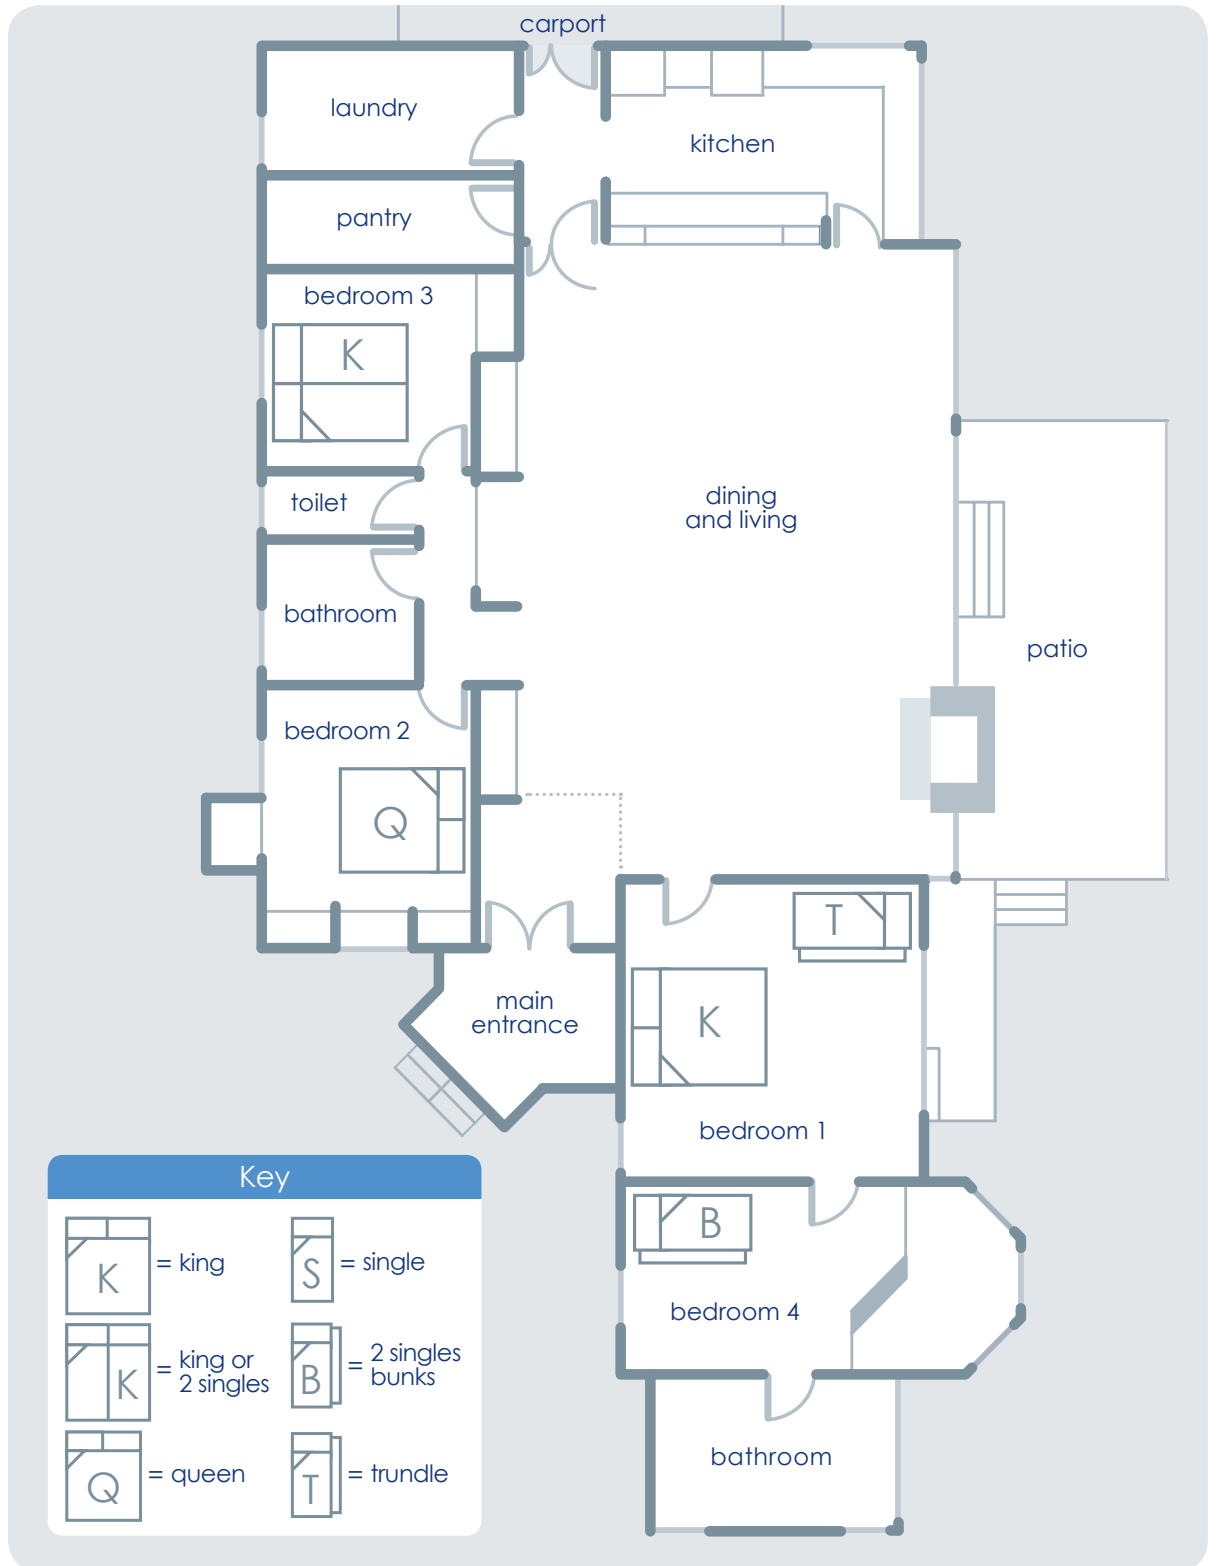 carport
laundry
kitchen
pantry
bedroom 3
K
toilet
dining
and living
bathroom
patio
bedroom 2
Q
T
main
entrance
K
bedroom 1
B
bedroom 4
bathroom
Key
K = king
S = single
K = king or
2 singles
B = 2 singles
bunks
Q = queen
T = trundle